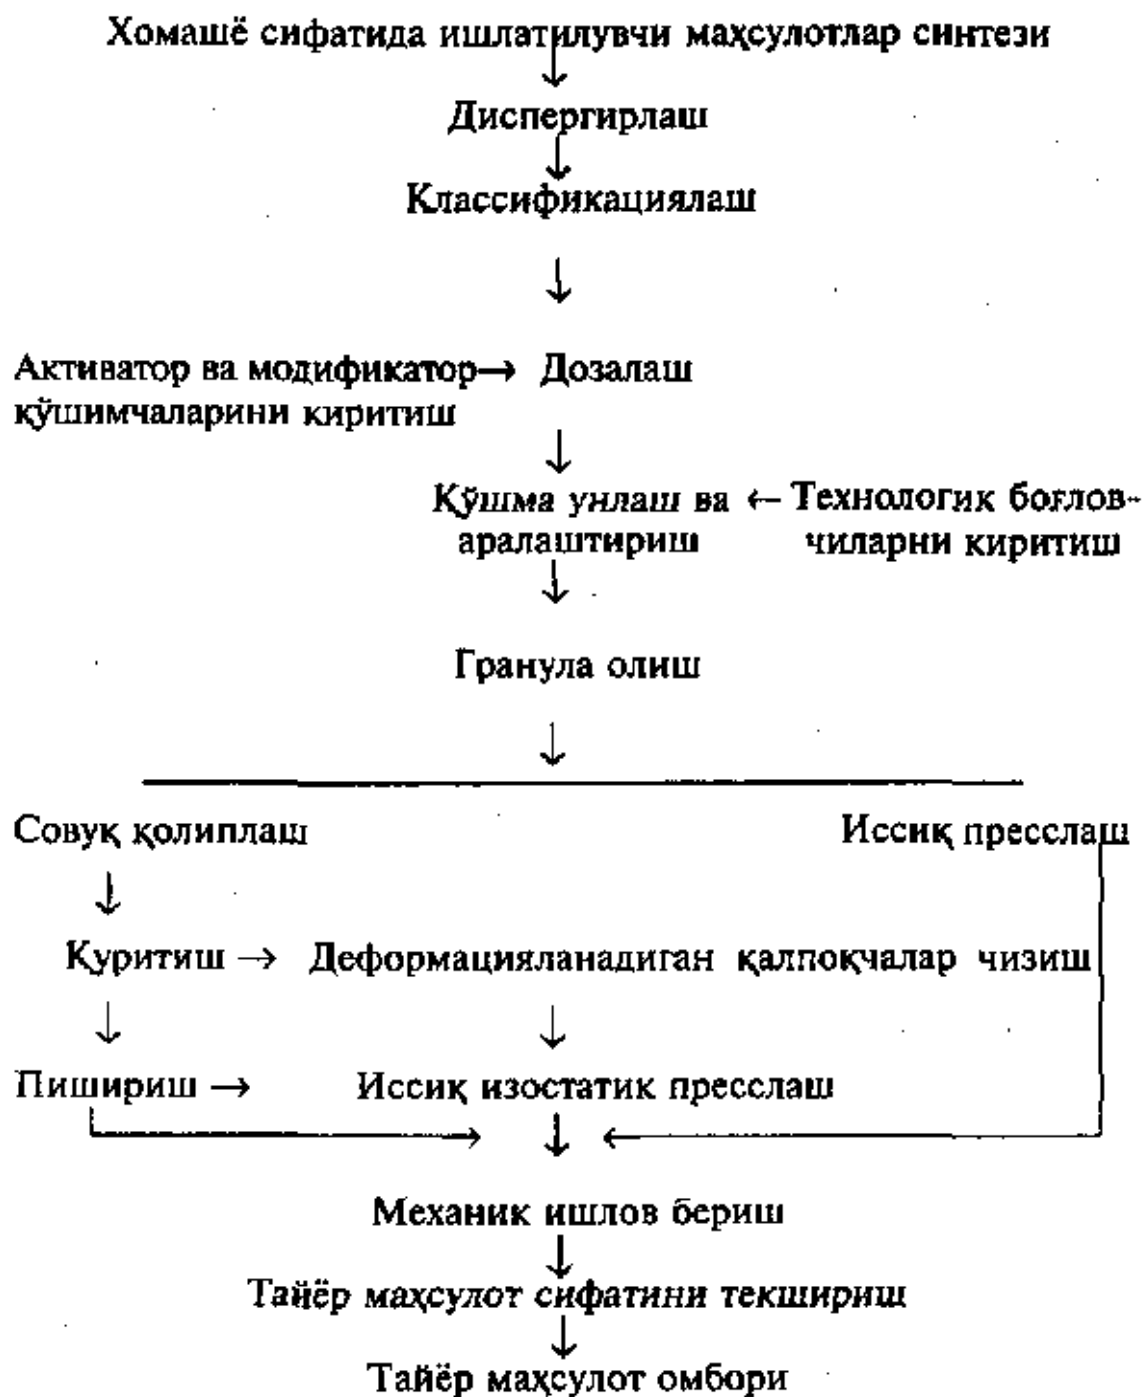 Хомашё сифатида ишлатилувчи маҳсулотлар синтези
Диспергирлаш
Классификациялаш
Активатор ва модификатор → Дозалаш
қўшимчаларини киритиш
Қўшма унлаш ва ← Технологик боғлов-
аралаштириш чиларни киритиш
Гранула олиш
Совуқ қолиплаш Иссиқ пресслаш
Қуритиш → Деформацияланадиган қалпоқчалар чизиш
Пишириш → Иссиқ изостатик пресслаш
Механик ишлов бериш
Тайёр маҳсулот сифатини текшириш
Тайёр маҳсулот омбори